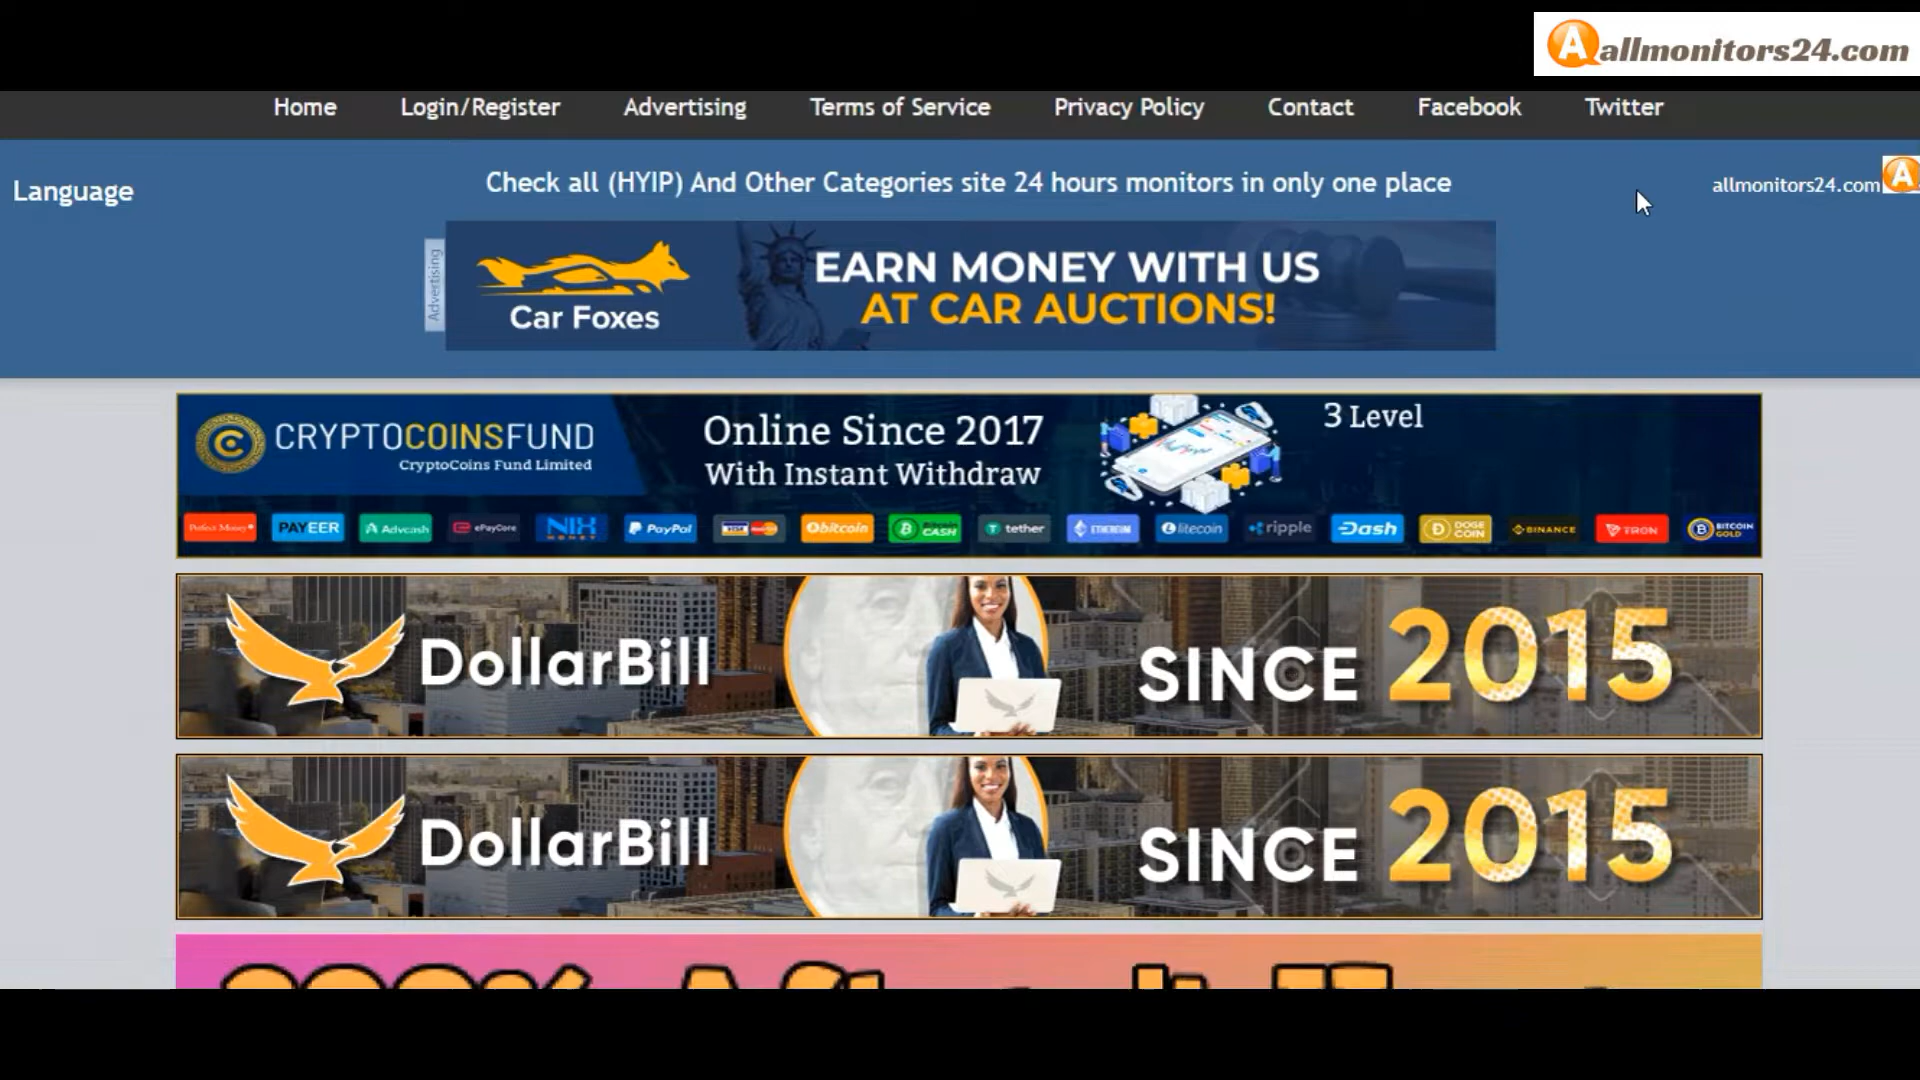 allmonitors24.com
Home Login/Register Advertising Terms of Service Privacy Policy Contact Facebook Twitter
Language
Check all (HYIP) And Other Categories site 24 hours monitors in only one place
allmonitors24.com
Advertising
Car Foxes
EARN MONEY WITH US
AT CAR AUCTIONS!
CRYPTOCOINSFUND
CryptoCoins Fund Limited
Online Since 2017
With Instant Withdraw
3 Level
Perfect Money PAYEER Advcash ePayCore NIX MONEY PayPal VISA bitcoin Bitcoin CASH tether ETHEREUM litecoin ripple Dash DOGE COIN BINANCE TRON BITCOIN GOLD
DollarBill
SINCE 2015
DollarBill
SINCE 2015